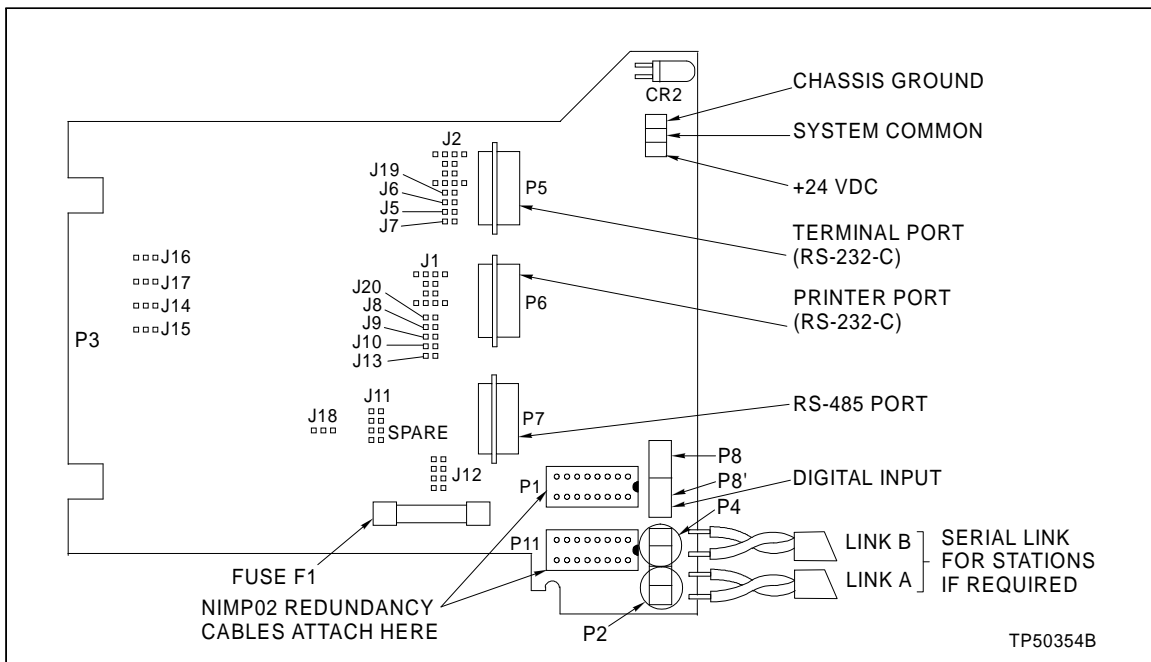 CR2
CHASSIS GROUND
SYSTEM COMMON
+24 VDC
J2
J19
J6
J5
J7
P5
TERMINAL PORT
(RS-232-C)
J16
J17
J14
J15
P3
J1
J20
J8
J9
J10
J13
P6
PRINTER PORT
(RS-232-C)
J18
J11
SPARE
J12
P7
RS-485 PORT
P8
P8'
DIGITAL INPUT
P1
P4
P11
LINK B
LINK A
SERIAL LINK
FOR STATIONS
IF REQUIRED
FUSE F1
NIMP02 REDUNDANCY
CABLES ATTACH HERE
P2
TP50354B